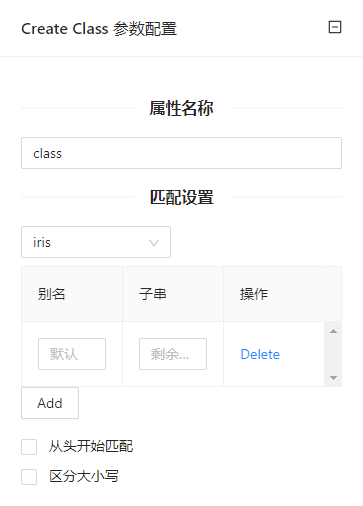 Create Class 参数配置
属性名称
class
匹配设置
iris
别名 子串 操作
默认 剩余... Delete
Add
从头开始匹配
区分大小写